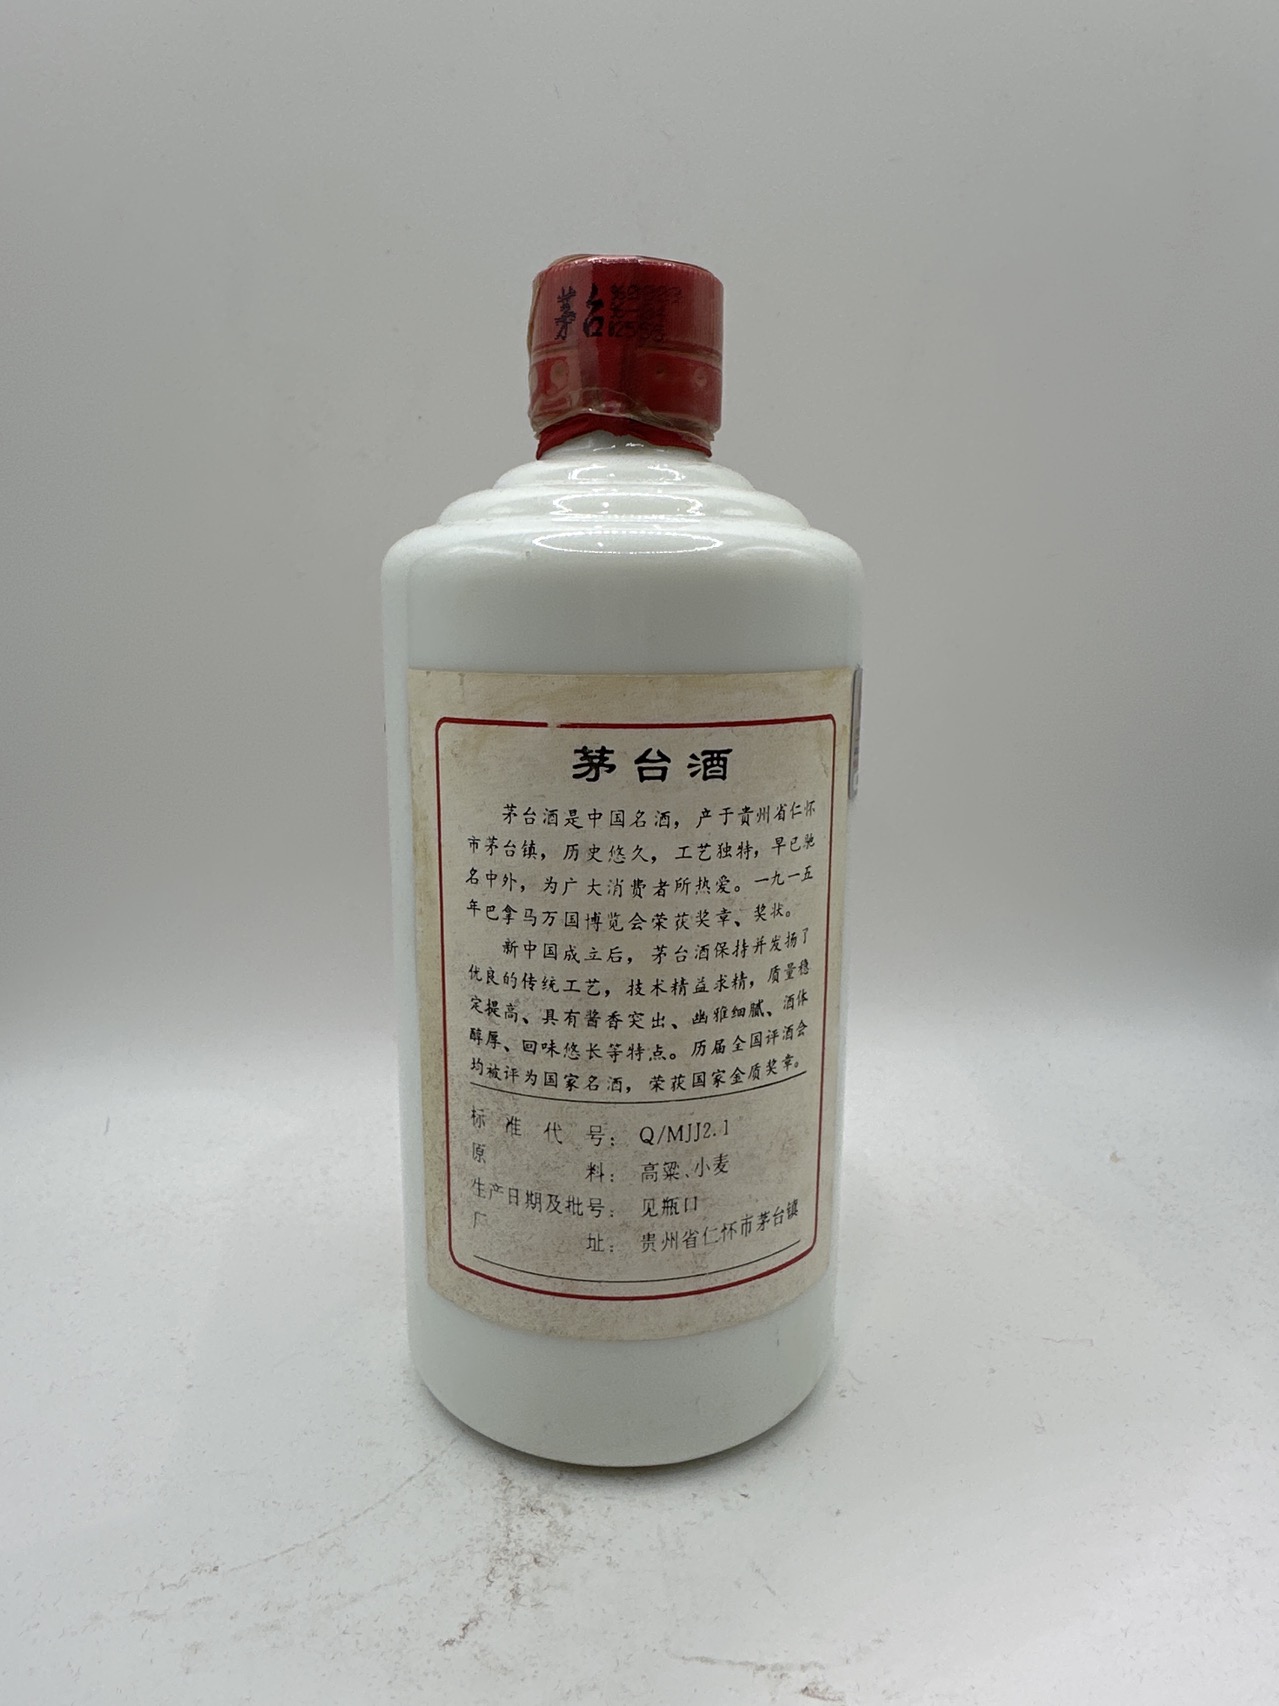 茅台
茅台酒
茅台酒是中国名酒，产于贵州省仁怀
市茅台镇，历史悠久，工艺独特，早已驰
名中外，为广大消费者所热爱。一九一五
年巴拿马万国博览会荣获奖章、奖状。
新中国成立后，茅台酒保持并发扬了
优良的传统工艺，技术精益求精，质量稳
定提高、具有酱香突出、幽雅细腻、酒体
醇厚、回味悠长等特点。历届全国评酒会
均被评为国家名酒，荣获国家金质奖章。
标准代号：Q/MJJ2.1
原料：高粱、小麦
生产日期及批号：见瓶口
厂址：贵州省仁怀市茅台镇